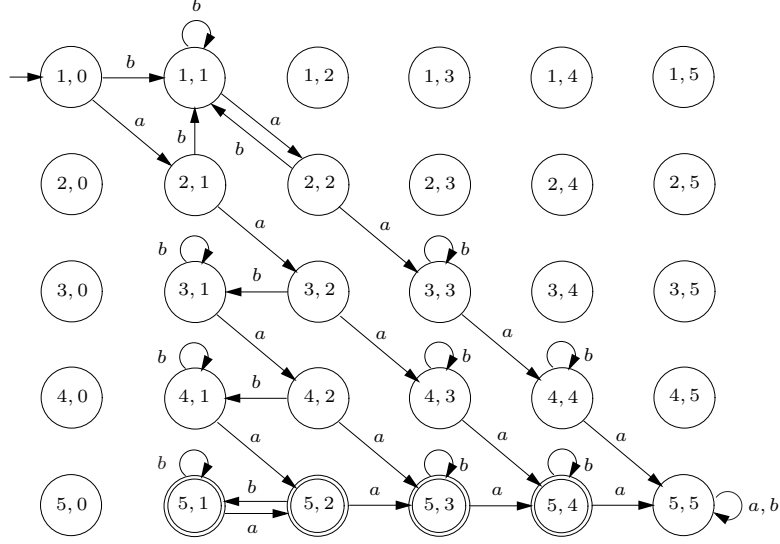 b
1, 0 b 1, 1 1, 2 1, 3 1, 4 1, 5
a b a b
2, 0 2, 1 2, 2 2, 3 2, 4 2, 5
a a
b b
3, 0 3, 1 b 3, 2 3, 3 3, 4 3, 5
a a a
b b b
4, 0 4, 1 b 4, 2 4, 3 4, 4 4, 5
a a a a
b b b
5, 0 5, 1 b a 5, 2 a 5, 3 a 5, 4 a 5, 5 a, b